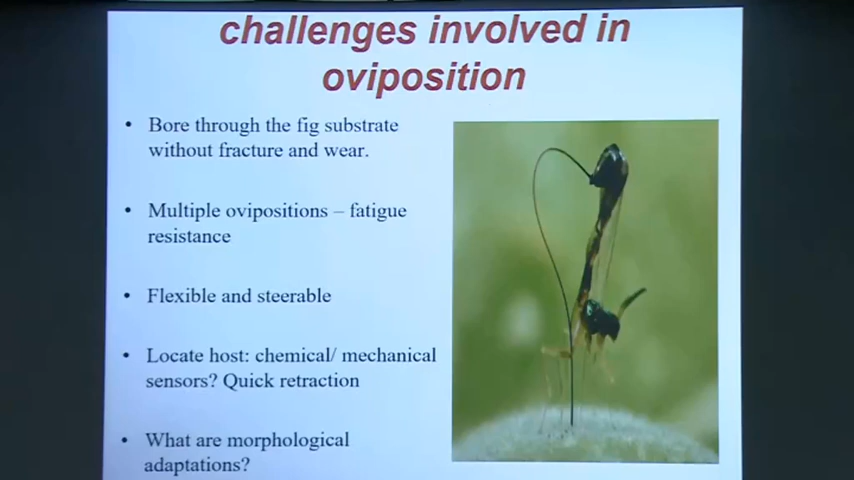 challenges involved in
oviposition
• Bore through the fig substrate
without fracture and wear.
• Multiple ovipositions – fatigue
resistance
• Flexible and steerable
• Locate host: chemical/ mechanical
sensors? Quick retraction
• What are morphological
adaptations?